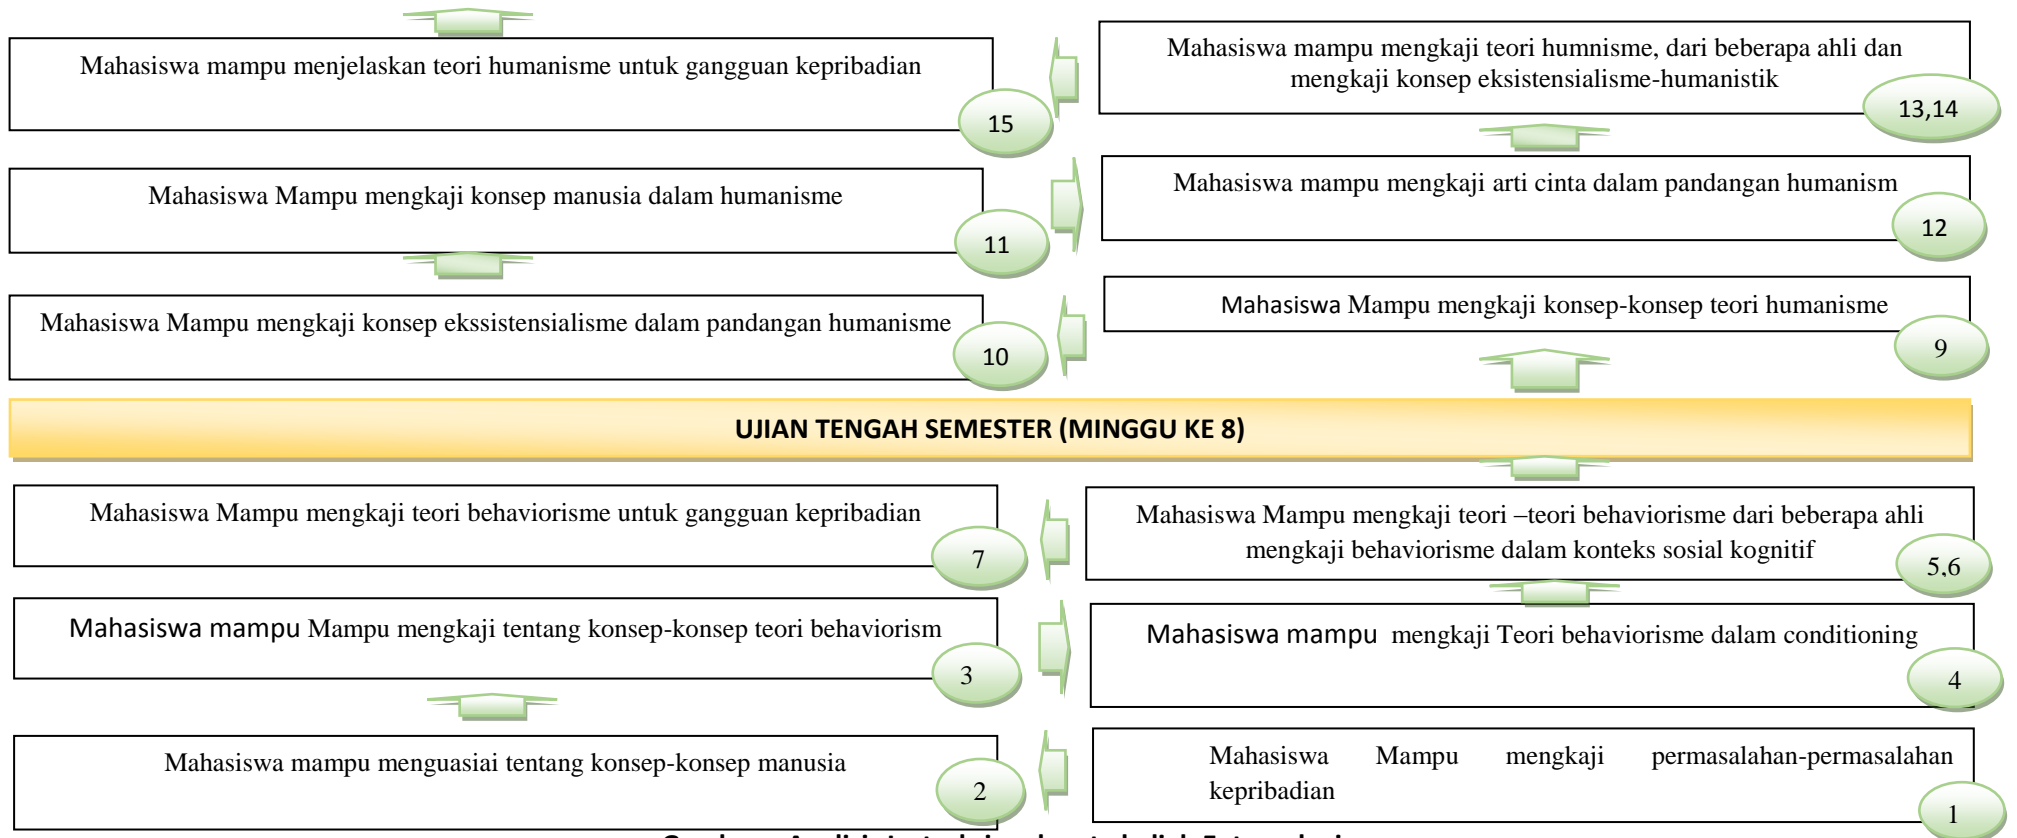 Mahasiswa mampu menjelaskan teori humanisme untuk gangguan kepribadian
15
Mahasiswa mampu mengkaji teori humnisme, dari beberapa ahli dan
mengkaji konsep eksistensialisme-humanistik
13,14
Mahasiswa Mampu mengkaji konsep manusia dalam humanisme
11
Mahasiswa mampu mengkaji arti cinta dalam pandangan humanism
12
Mahasiswa Mampu mengkaji konsep ekssistensialisme dalam pandangan humanisme
10
Mahasiswa Mampu mengkaji konsep-konsep teori humanisme
9
UJIAN TENGAH SEMESTER (MINGGU KE 8)
Mahasiswa Mampu mengkaji teori behaviorisme untuk gangguan kepribadian
7
Mahasiswa Mampu mengkaji teori –teori behaviorisme dari beberapa ahli
mengkaji behaviorisme dalam konteks sosial kognitif
5,6
Mahasiswa mampu Mampu mengkaji tentang konsep-konsep teori behaviorism
3
Mahasiswa mampu mengkaji Teori behaviorisme dalam conditioning
4
Mahasiswa mampu menguasiai tentang konsep-konsep manusia
2
Mahasiswa Mampu mengkaji permasalahan-permasalahan
kepribadian
1